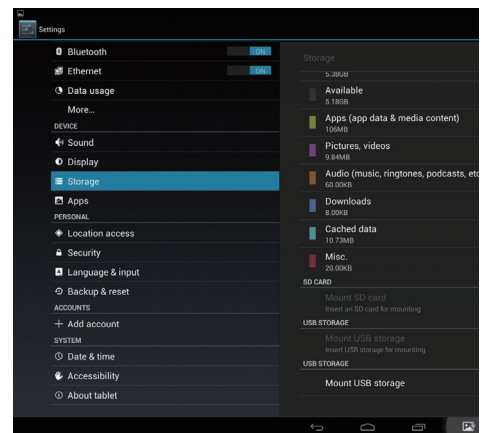 Settings
Bluetooth ON
Ethernet ON
Data usage
More...
DEVICE
Sound
Display
Storage
Apps
PERSONAL
Location access
Security
Language & input
Backup & reset
ACCOUNTS
Add account
SYSTEM
Date & time
Accessibility
About tablet
Storage
5.38GB
Available
5.18GB
Apps (app data & media content)
106MB
Pictures, videos
9.84MB
Audio (music, ringtones, podcasts, etc
60.00KB
Downloads
8.00KB
Cached data
10.73MB
Misc.
20.00KB
SD CARD
Mount SD card
Insert an SD card for mounting
USB STORAGE
Mount USB storage
Insert USB storage for mounting
USB STORAGE
Mount USB storage